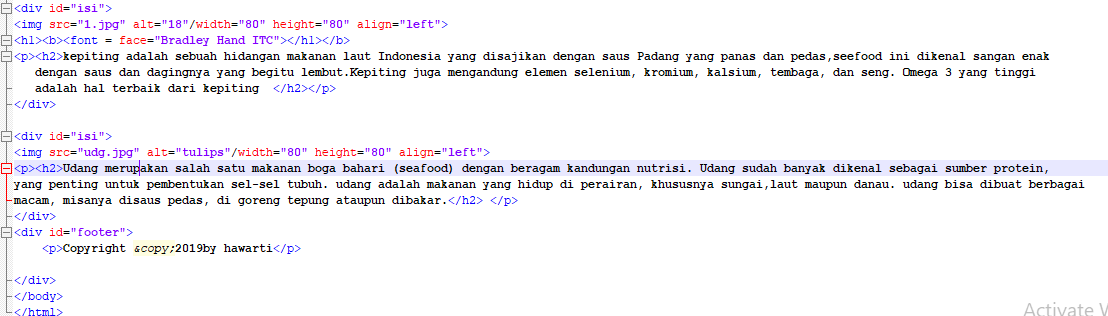 <div id="isi">
<img src="1.jpg" alt="18"/width="80" height="80" align="left">
<h1><b><font = face="Bradley Hand ITC"></h1></b>
<p><h2>kepiting adalah sebuah hidangan makanan laut Indonesia yang disajikan dengan saus Padang yang panas dan pedas,seefood ini dikenal sangan enak
dengan saus dan dagingnya yang begitu lembut.Kepiting juga mengandung elemen selenium, kromium, kalsium, tembaga, dan seng. Omega 3 yang tinggi
adalah hal terbaik dari kepiting  </h2></p>
</div>
<div id="isi">
<img src="udg.jpg" alt="tulips"/width="80" height="80" align="left">
<p><h2>Udang merupakan salah satu makanan boga bahari (seafood) dengan beragam kandungan nutrisi. Udang sudah banyak dikenal sebagai sumber protein,
yang penting untuk pembentukan sel-sel tubuh. udang adalah makanan yang hidup di perairan, khususnya sungai,laut maupun danau. udang bisa dibuat berbagai
macam, misanya disaus pedas, di goreng tepung ataupun dibakar.</h2> </p>
</div>
<div id="footer">
<p>Copyright &copy;2019by hawarti</p>
</div>
</body>
</html>
Activate W